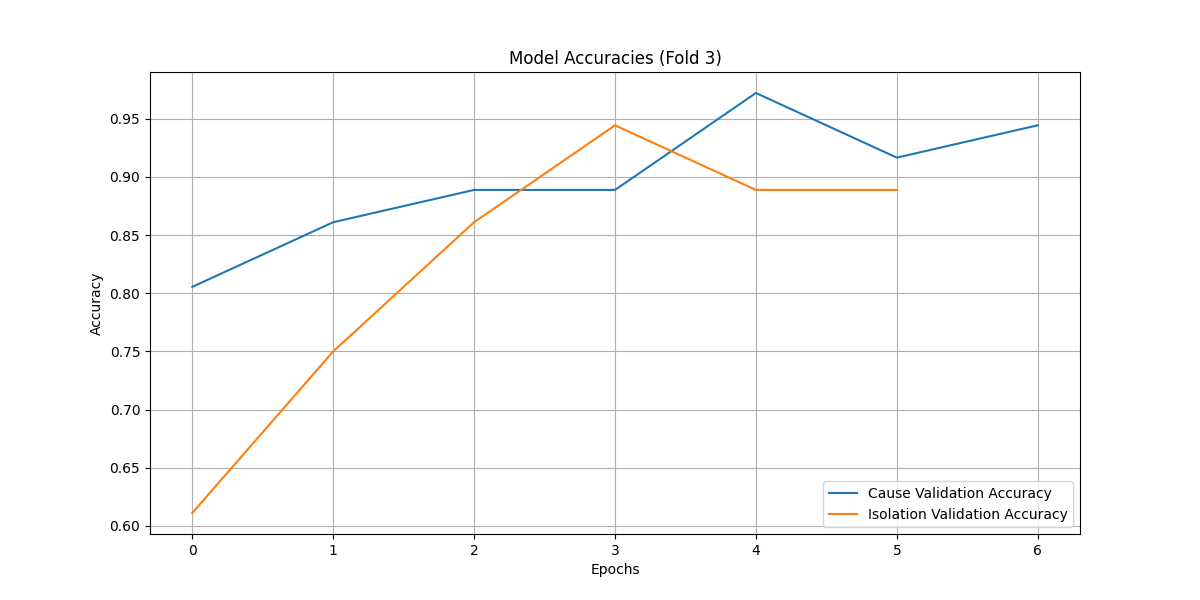 Model Accuracies (Fold 3)
Accuracy
0.95
0.90
0.85
0.80
0.75
0.70
0.65
0.60
Cause Validation Accuracy
Isolation Validation Accuracy
0 1 2 3 4 5 6
Epochs